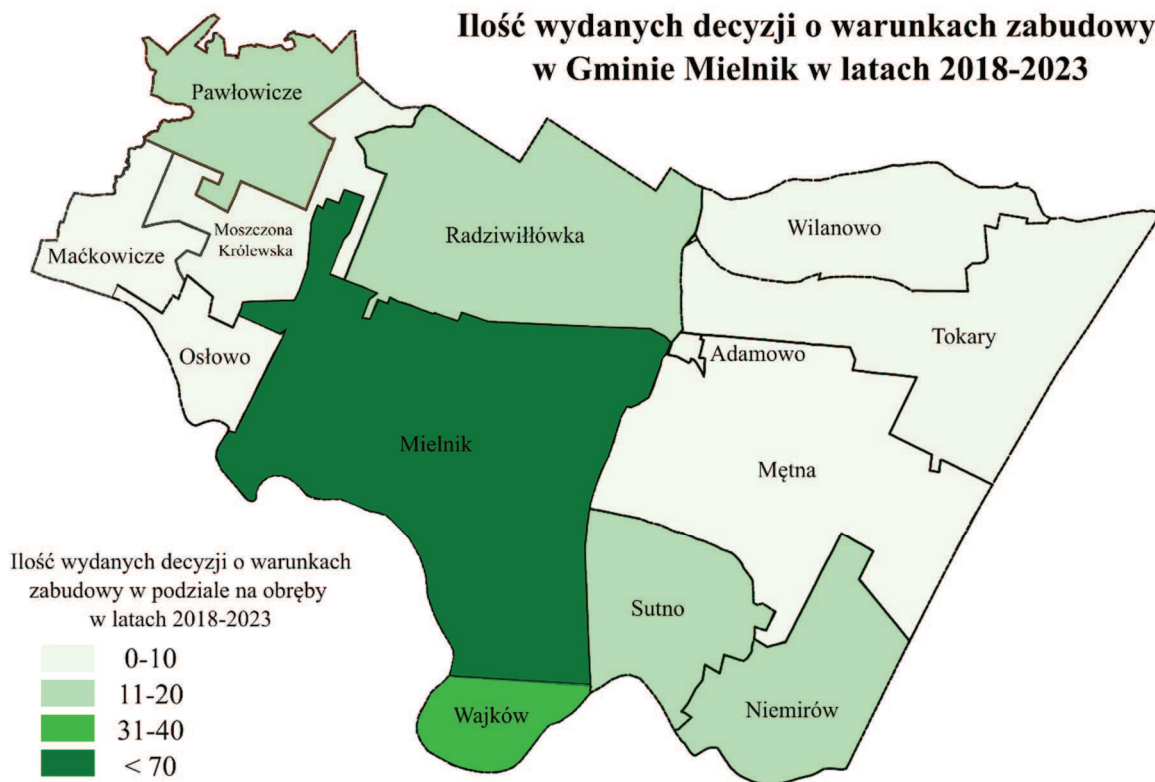 Ilość wydanych decyzji o warunkach zabudowy
w Gminie Mielnik w latach 2018-2023
Pawłowicze
Moszczona
Królewska
Maćkowicze
Osłowo
Radziwiłłówka
Wilanowo
Tokary
Adamowo
Mielnik
Mętna
Sutno
Niemirów
Wajków
Ilość wydanych decyzji o warunkach
zabudowy w podziale na obręby
w latach 2018-2023
0-10
11-20
31-40
< 70